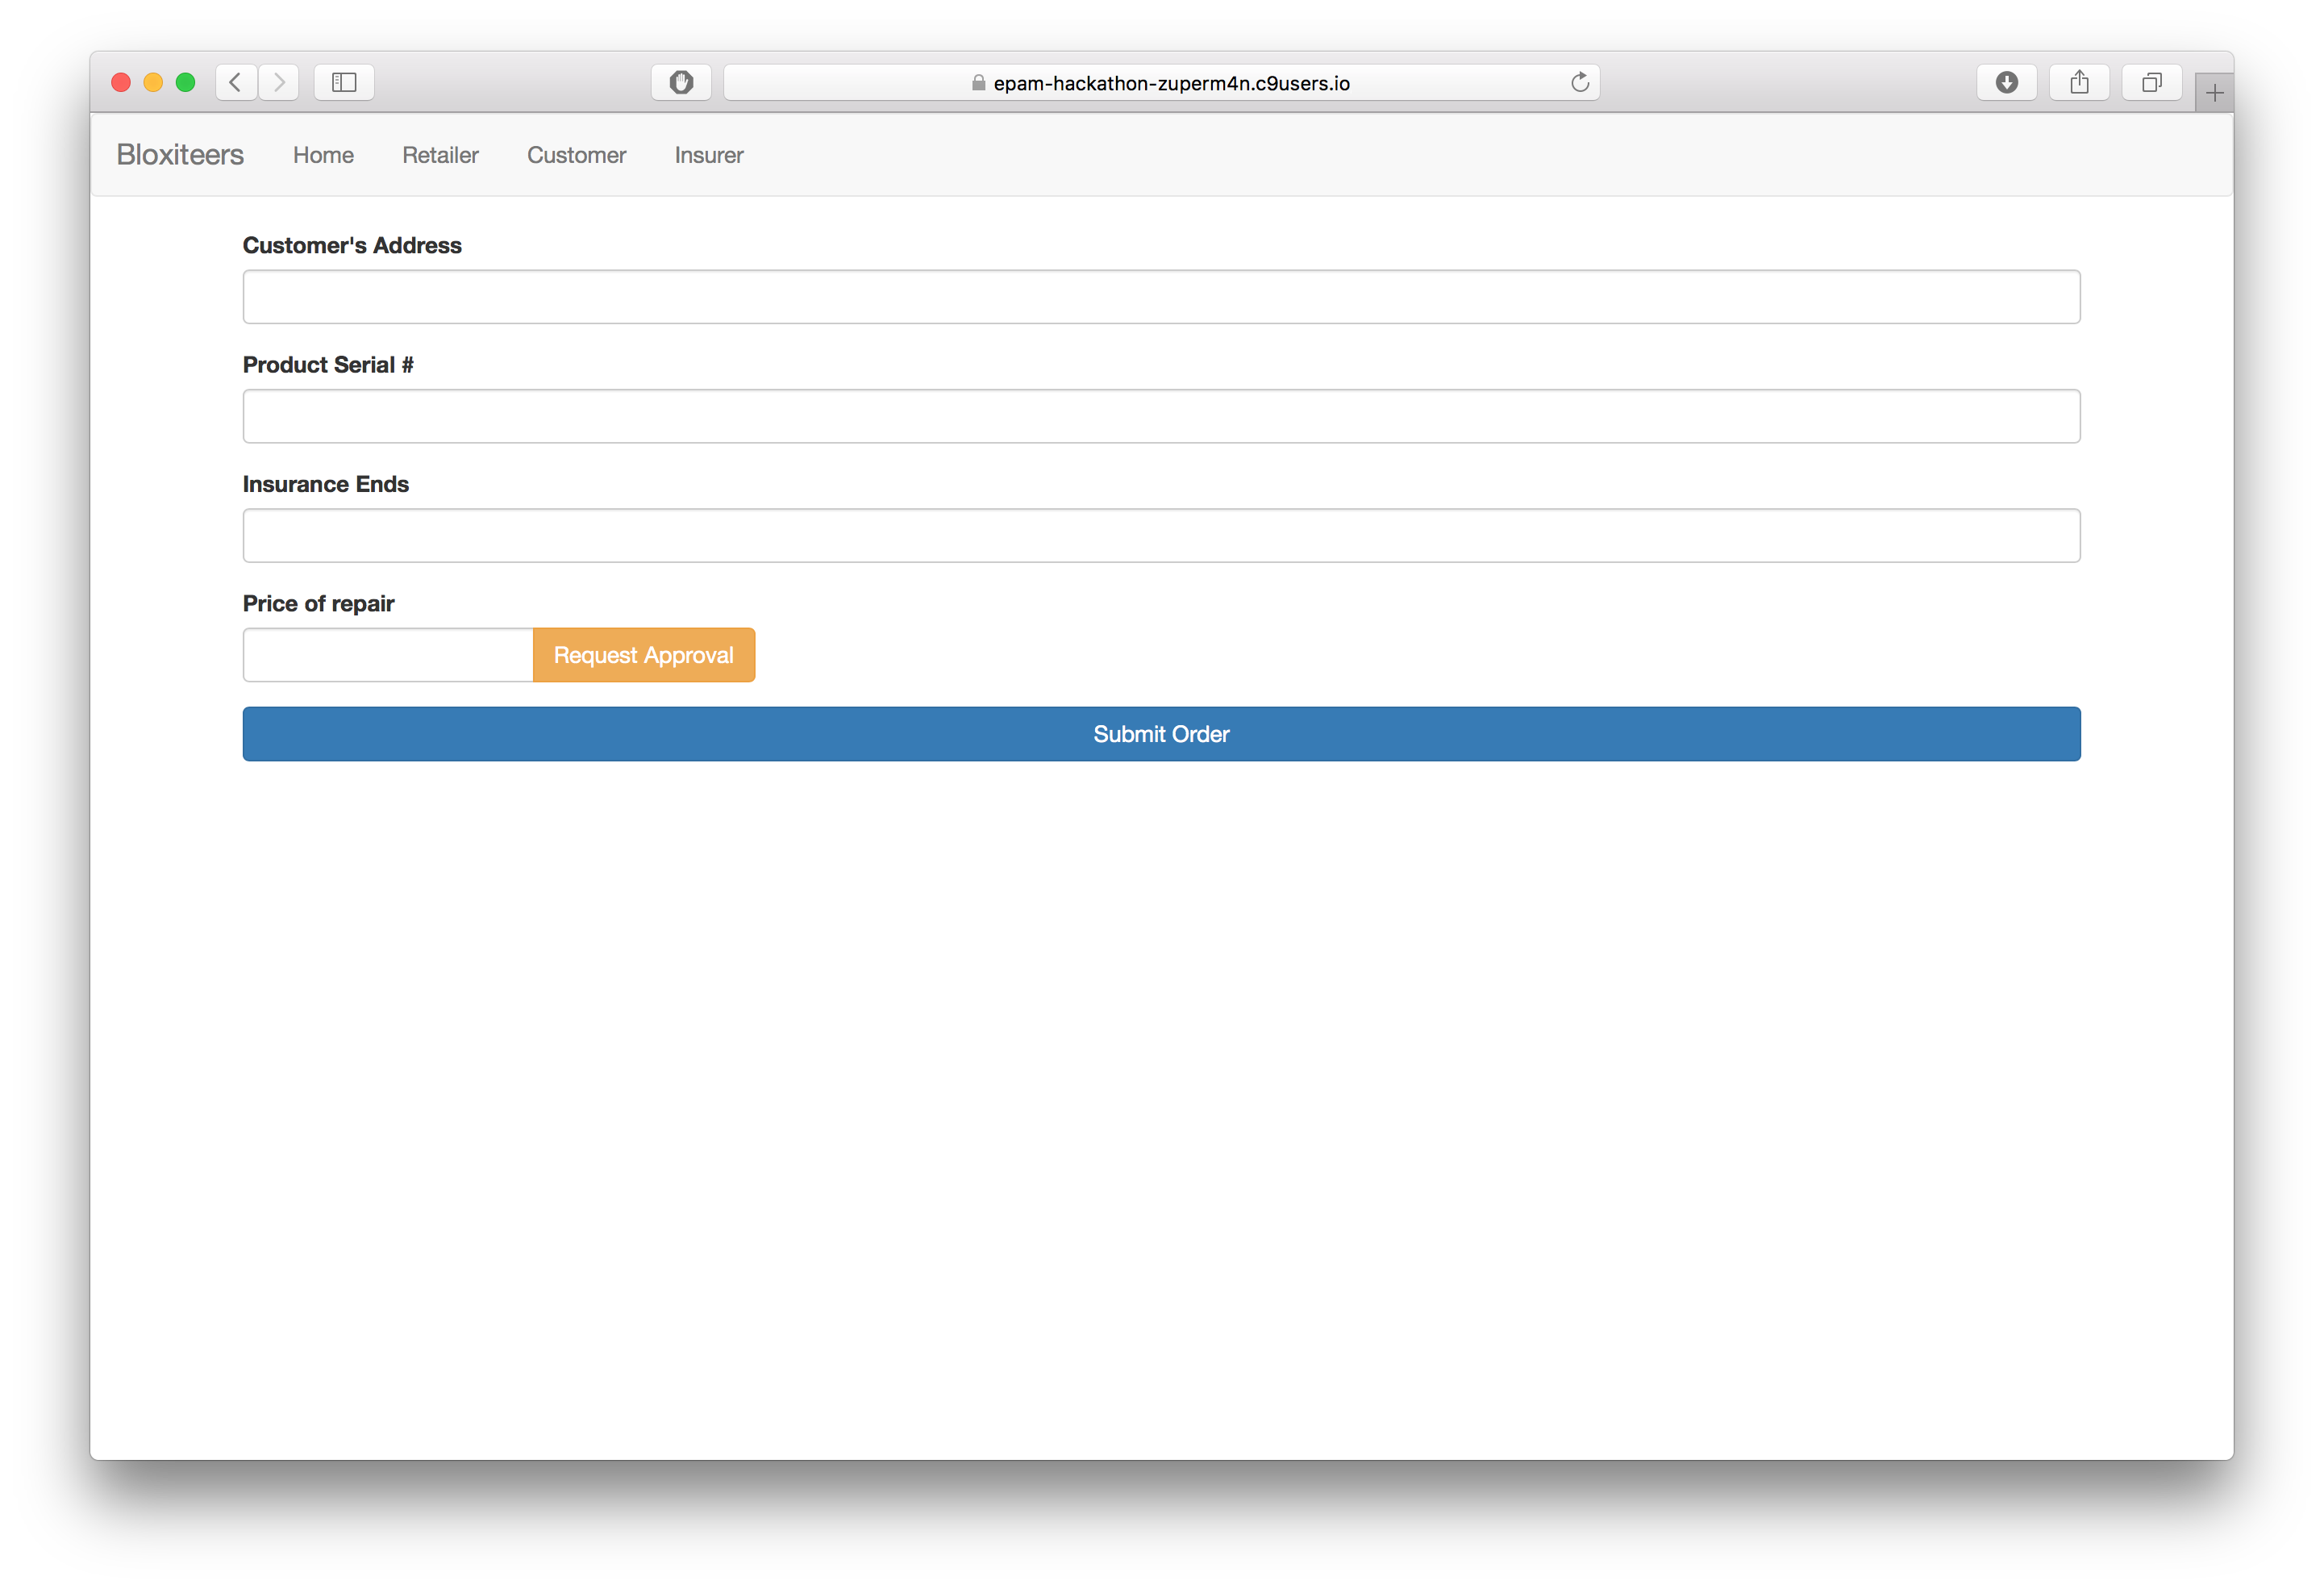 epam-hackathon-zuperm4n.c9users.io
Bloxiteers Home Retailer Customer Insurer
Customer's Address
Product Serial #
Insurance Ends
Price of repair
Request Approval
Submit Order